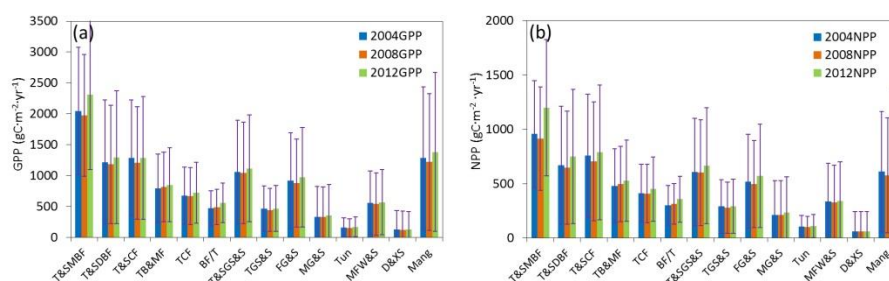 (a)
GPP (gC·m⁻²·yr⁻¹)
3500
3000
2500
2000
1500
1000
500
0
2004GPP
2008GPP
2012GPP
T&SMBF
T&SDBF
T&SCF
TB&MF
TCF
BF/T
T&SGS&S
TGS&S
FG&S
MG&S
Tun
MFW&S
D&XS
Mang
(b)
NPP (gC·m⁻²·yr⁻¹)
2000
1500
1000
500
0
2004NPP
2008NPP
2012NPP
T&SMBF
T&SDBF
T&SCF
TB&MF
TCF
BF/T
T&SGS&S
TGS&S
FG&S
MG&S
Tun
MFW&S
D&XS
Mang